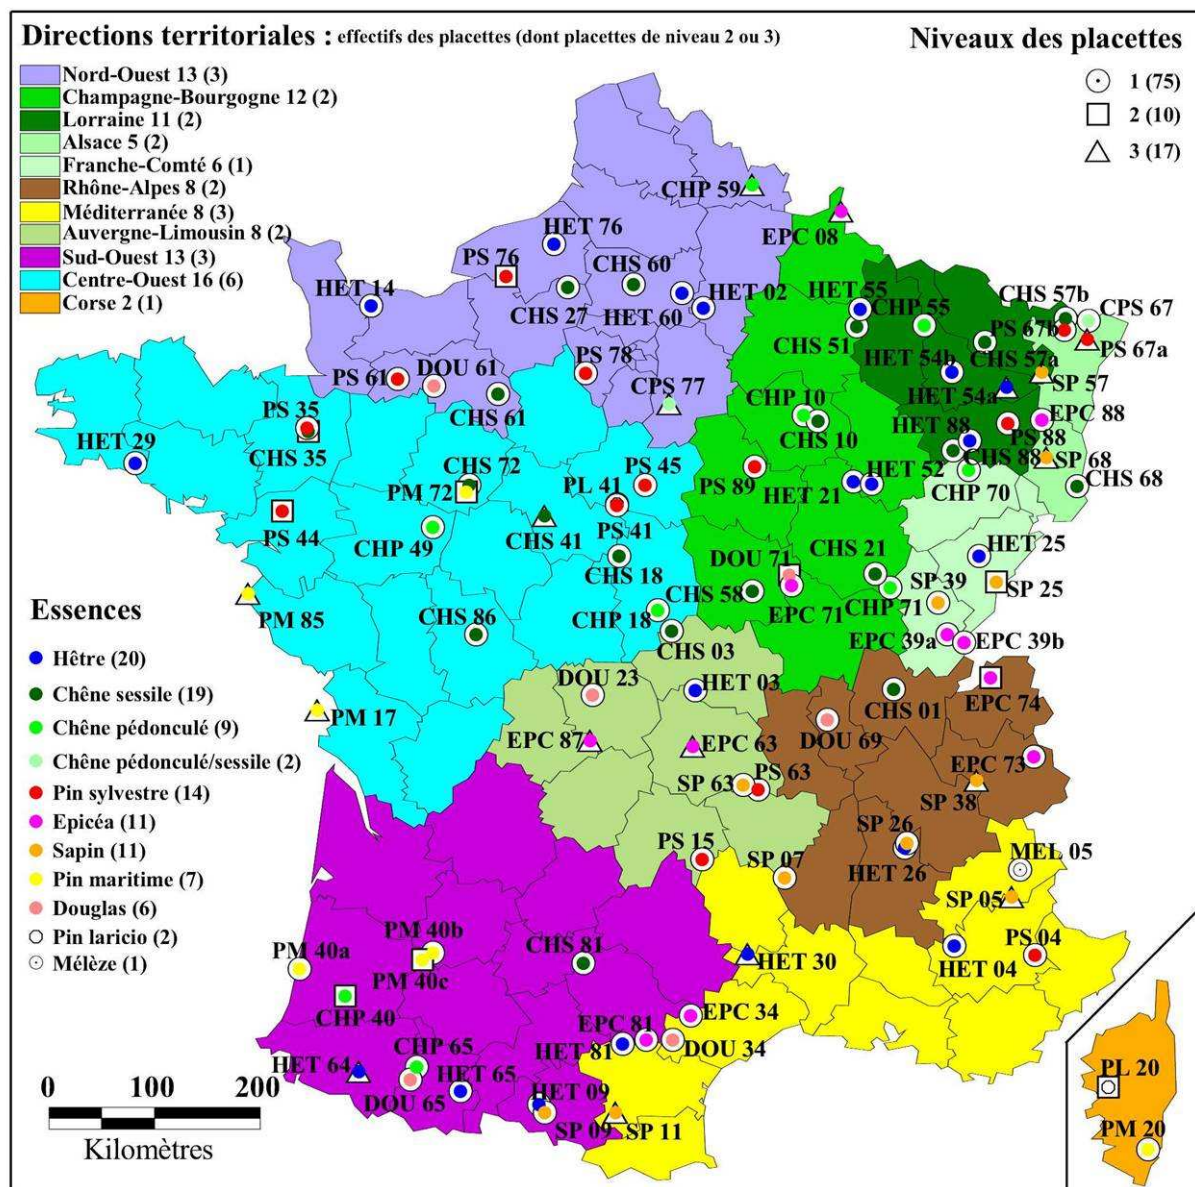 Directions territoriales : effectifs des placettes (dont placettes de niveau 2 ou 3)
Nord-Ouest 13 (3)
Champagne-Bourgogne 12 (2)
Lorraine 11 (2)
Alsace 5 (2)
Franche-Comté 6 (1)
Rhône-Alpes 8 (2)
Méditerranée 8 (3)
Auvergne-Limousin 8 (2)
Sud-Ouest 13 (3)
Centre-Ouest 16 (6)
Corse 2 (1)
Niveaux des placettes
1 (75)
2 (10)
3 (17)
CHP 59
EPC 08
HET 76
PS 76
CHS 60
HET 14
CHS 27
HET 60
HET 02
HET 55
CHP 55
CHS 57b
CPS 67
CHS 51
PS 67b
PS 67a
HET 54b
CHS 57a
SP 57
PS 78
PS 61
DOU 61
CPS 77
HET 54a
CHS 61
CHP 10
CHS 10
HET 88
EPC 88
PS 88
PS 35
CHS 35
HET 29
CHS 88
SP 68
CHS 72
PM 72
PL 41
PS 45
PS 89
HET 21
HET 52
CHP 70
CHS 68
PS 44
CHP 49
CHS 41
PS 41
CHS 18
DOU 71
CHS 21
HET 25
SP 39
SP 25
CHS 58
CHP 18
EPC 71
CHP 71
PM 85
CHS 86
CHS 03
EPC 39a
EPC 39b
DOU 23
HET 03
CHS 01
EPC 74
PM 17
EPC 87
EPC 63
DOU 69
EPC 73
SP 63
PS 63
SP 38
SP 26
HET 26
PS 15
SP 07
MEL 05
SP 05
PM 40b
PM 40a
PM 40c
CHS 81
HET 30
HET 04
PS 04
CHP 40
EPC 34
EPC 81
HET 81
DOU 34
CHP 65
HET 64
DOU 65
HET 65
HET 09
SP 09
SP 11
PL 20
PM 20
Essences
Hêtre (20)
Chêne sessile (19)
Chêne pédonculé (9)
Chêne pédonculé/sessile (2)
Pin sylvestre (14)
Epicéa (11)
Sapin (11)
Pin maritime (7)
Douglas (6)
Pin laricio (2)
Mélèze (1)
0 100 200
Kilomètres